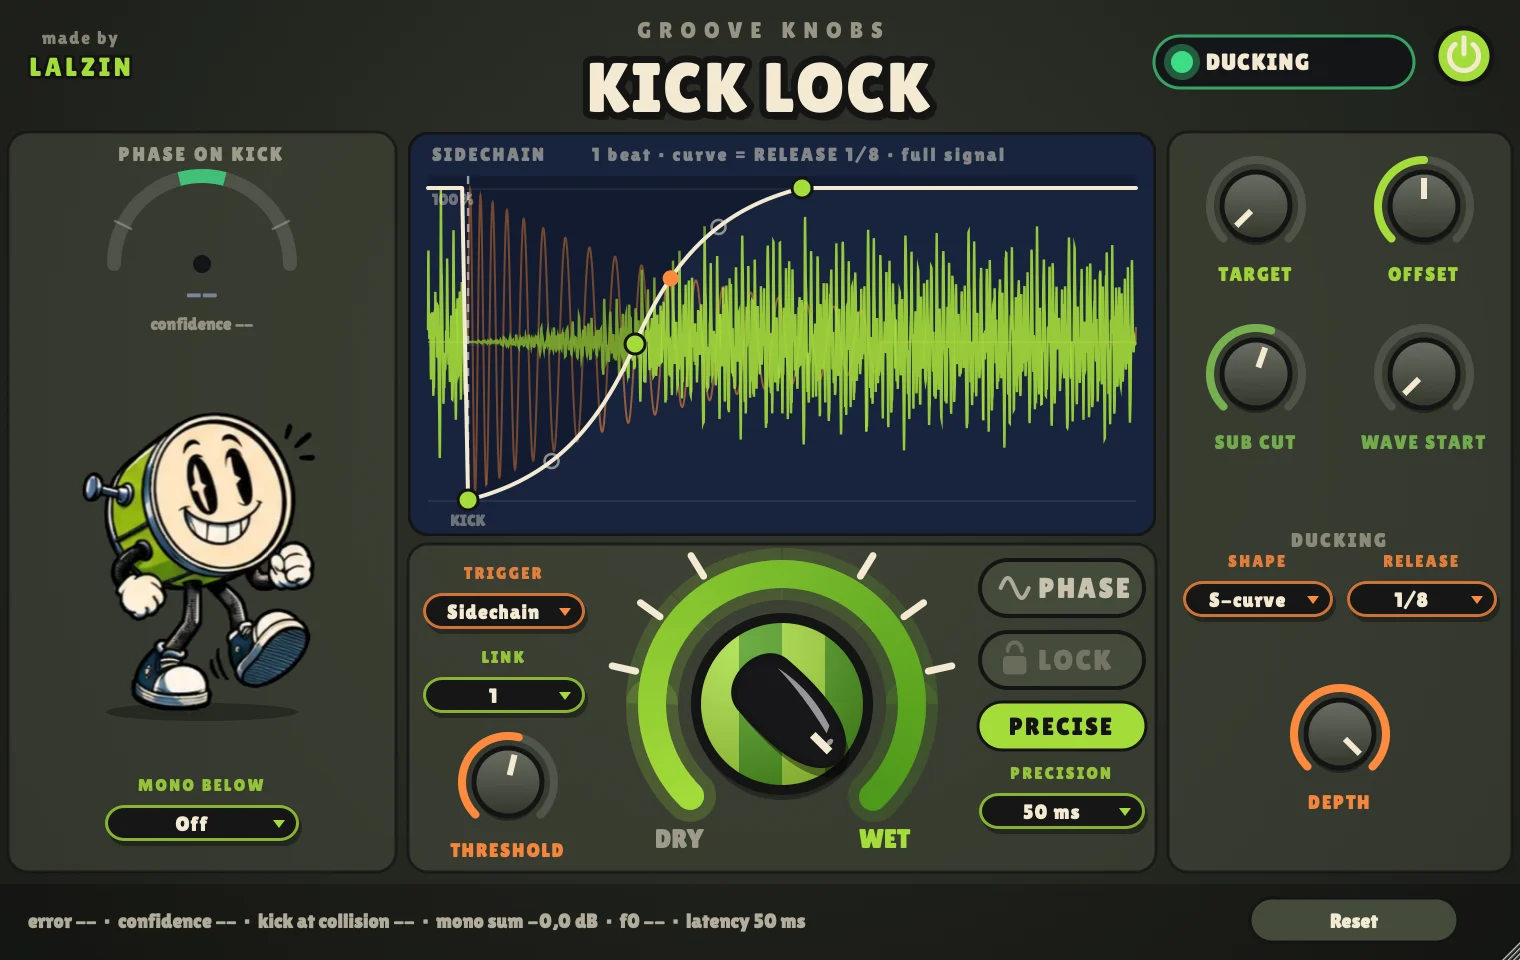 made by
LALZIN
GROOVE KNOBS
KICK LOCK
DUCKING
PHASE ON KICK
--
confidence --
MONO BELOW
Off
SIDECHAIN 1 beat · curve = RELEASE 1/8 · full signal
100 %
KICK
TRIGGER
Sidechain
LINK
1
THRESHOLD
DRY
WET
PHASE
LOCK
PRECISE
PRECISION
50 ms
TARGET
OFFSET
SUB CUT
WAVE START
DUCKING
SHAPE
RELEASE
S-curve
1/8
DEPTH
error -- · confidence -- · kick at collision -- · mono sum -0,0 dB · f0 -- · latency 50 ms
Reset